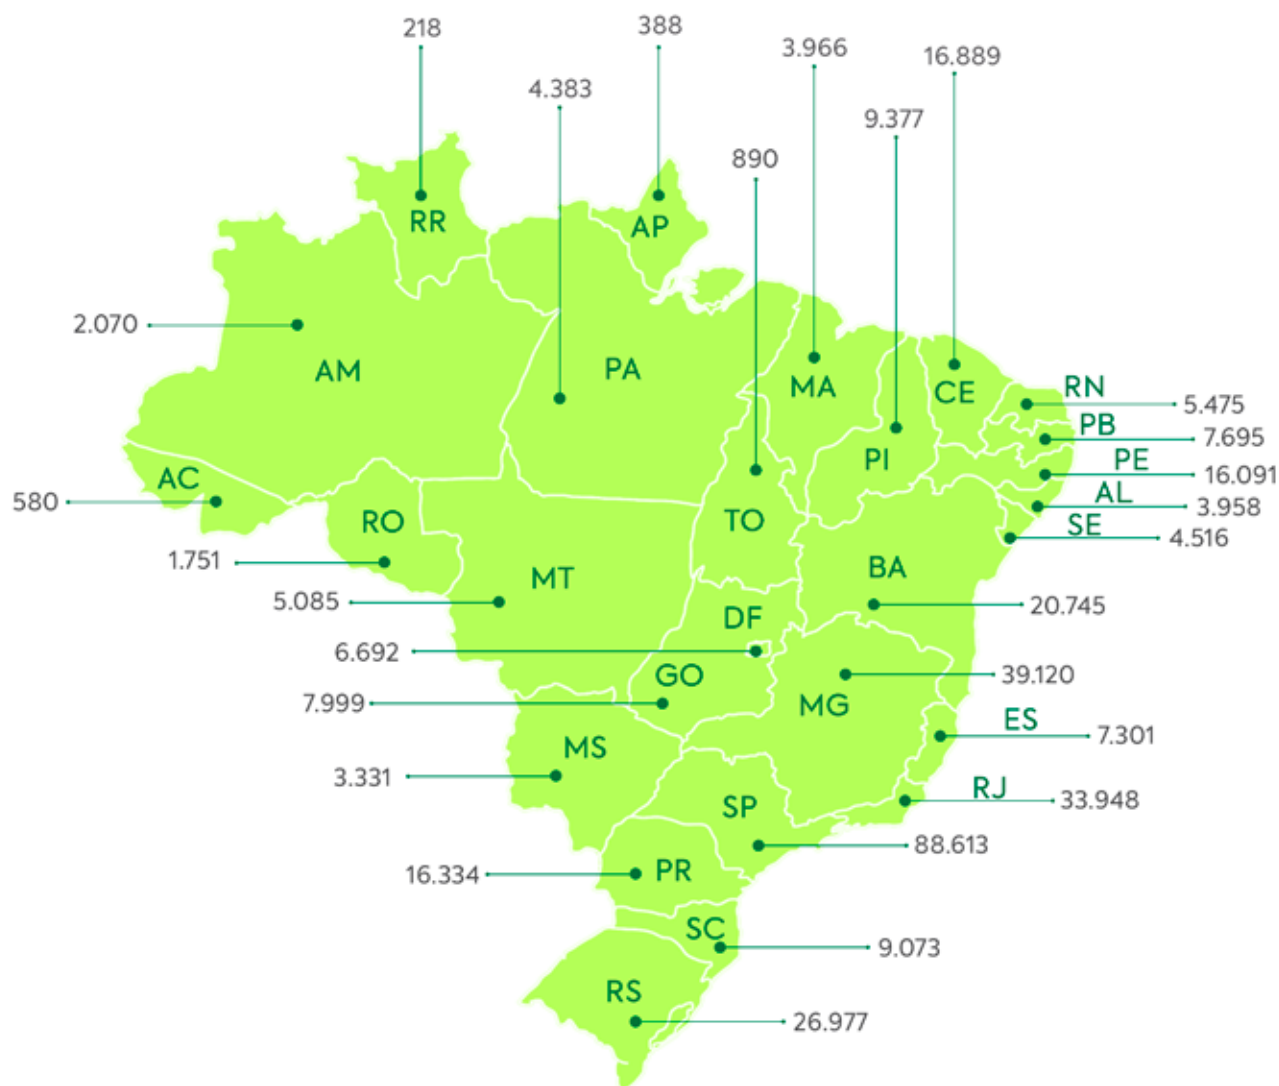 218
388
3.966
16.889
4.383
9.377
890
RR
AP
2.070
AM
PA
MA
CE
RN
5.475
PB
7.695
PI
PE
16.091
AC
580
AL
3.958
RO
TO
SE
4.516
1.751
MT
BA
5.085
20.745
DF
6.692
GO
39.120
7.999
MG
ES
7.301
MS
3.331
RJ
33.948
SP
88.613
PR
16.334
SC
9.073
RS
26.977